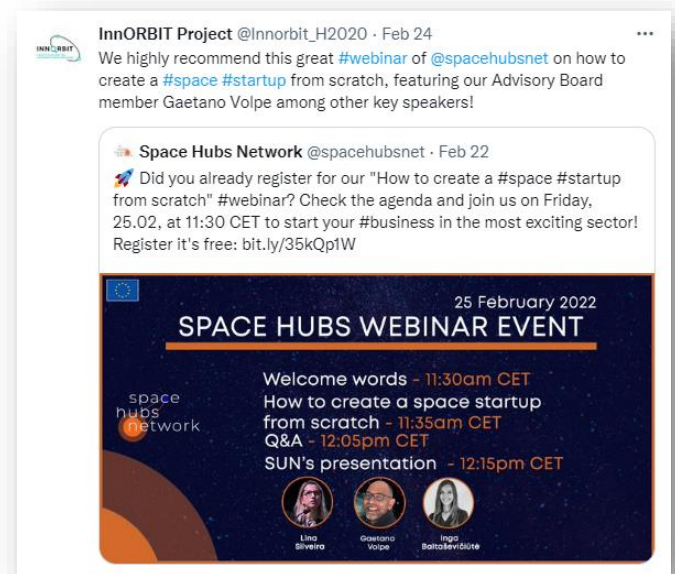 INNORBIT
InnORBIT Project @Innorbit_H2020 · Feb 24
We highly recommend this great #webinar of @spacehubsnet on how to
create a #space #startup from scratch, featuring our Advisory Board
member Gaetano Volpe among other key speakers!
Space Hubs Network @spacehubsnet · Feb 22
🚀 Did you already register for our "How to create a #space #startup
from scratch" #webinar? Check the agenda and join us on Friday,
25.02, at 11:30 CET to start your #business in the most exciting sector!
Register it's free: bit.ly/35kQp1W
25 February 2022
SPACE HUBS WEBINAR EVENT
space
hubs
network
Welcome words - 11:30am CET
How to create a space startup
from scratch - 11:35am CET
Q&A - 12:05pm CET
SUN's presentation - 12:15pm CET
Lina
Silveira
Gaetano
Volpe
Inga
Baltaševičiūtė